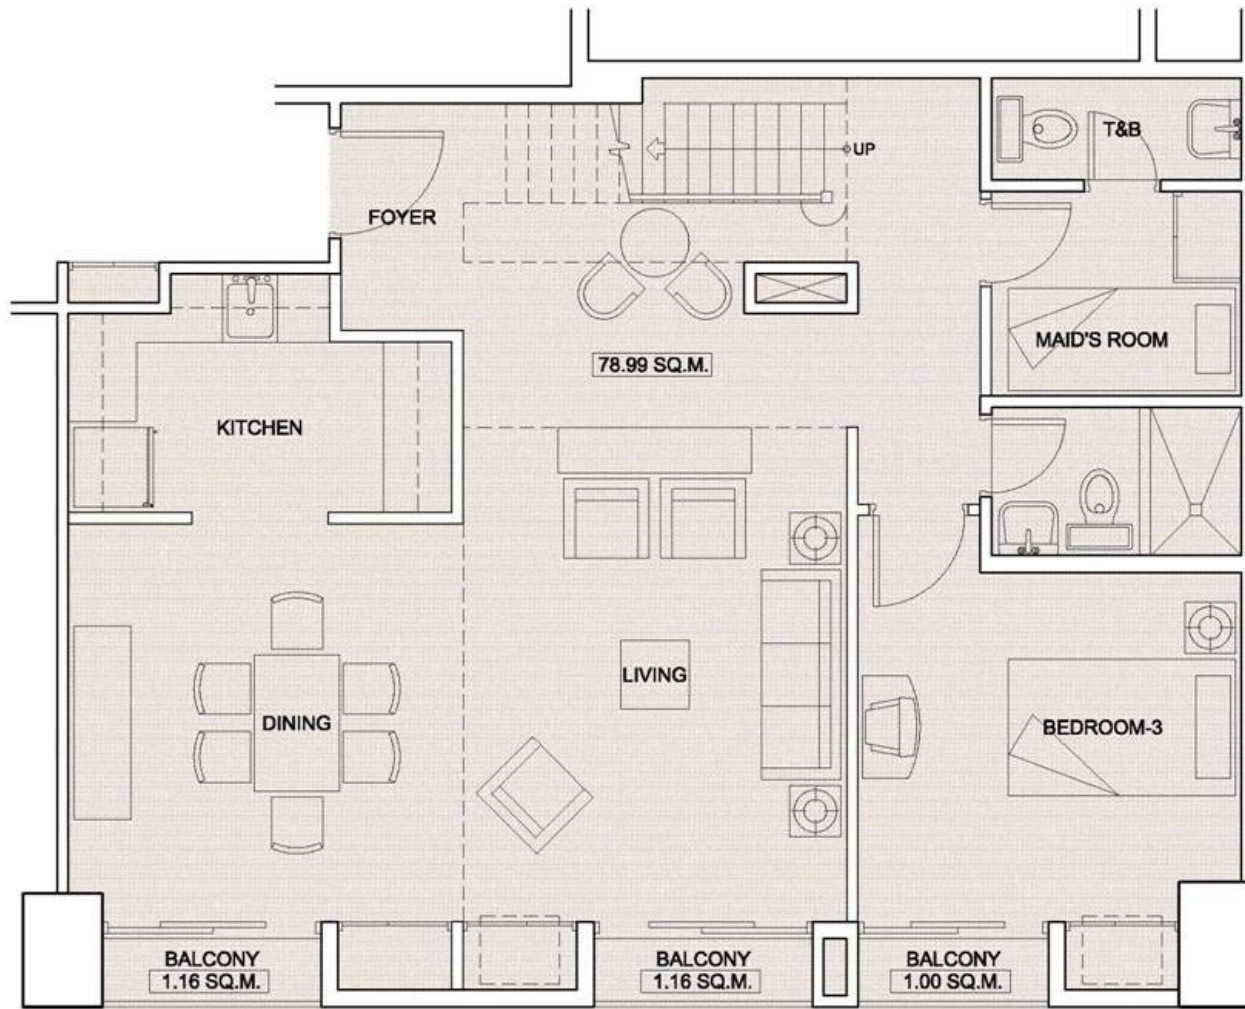 T&B
UP
FOYER
MAID'S ROOM
78.99 SQ.M.
KITCHEN
LIVING
DINING
BEDROOM-3
BALCONY
1.16 SQ.M.
BALCONY
1.16 SQ.M.
BALCONY
1.00 SQ.M.